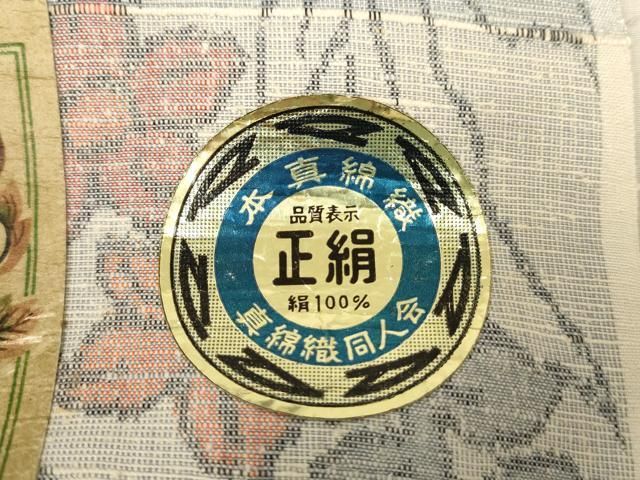 本真綿織
品質表示
正絹
絹100%
真綿織同人会